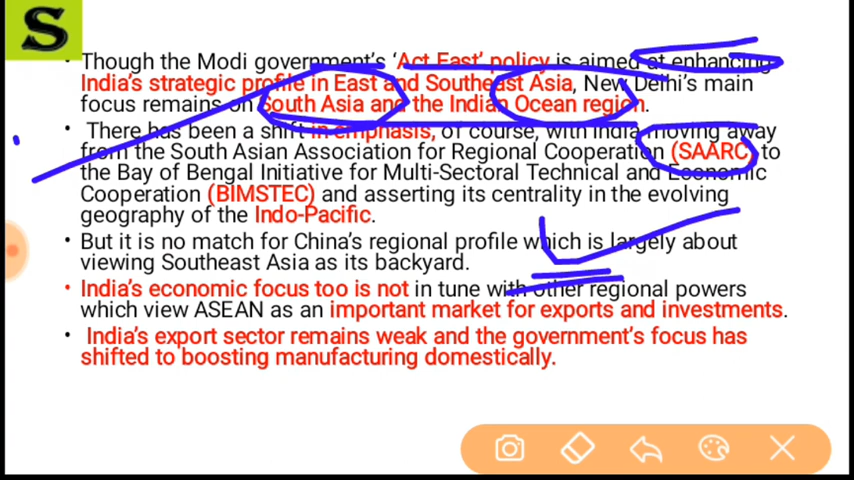 S
• Though the Modi government's 'Act East' policy is aimed at enhancing
India's strategic profile in East and Southeast Asia, New Delhi's main
focus remains on South Asia and the Indian Ocean region.
• There has been a shift in emphasis, of course, with India moving away
from the South Asian Association for Regional Cooperation (SAARC) to
the Bay of Bengal Initiative for Multi-Sectoral Technical and Economic
Cooperation (BIMSTEC) and asserting its centrality in the evolving
geography of the Indo-Pacific.
• But it is no match for China's regional profile which is largely about
viewing Southeast Asia as its backyard.
• India's economic focus too is not in tune with other regional powers
which view ASEAN as an important market for exports and investments.
• India's export sector remains weak and the government's focus has
shifted to boosting manufacturing domestically.